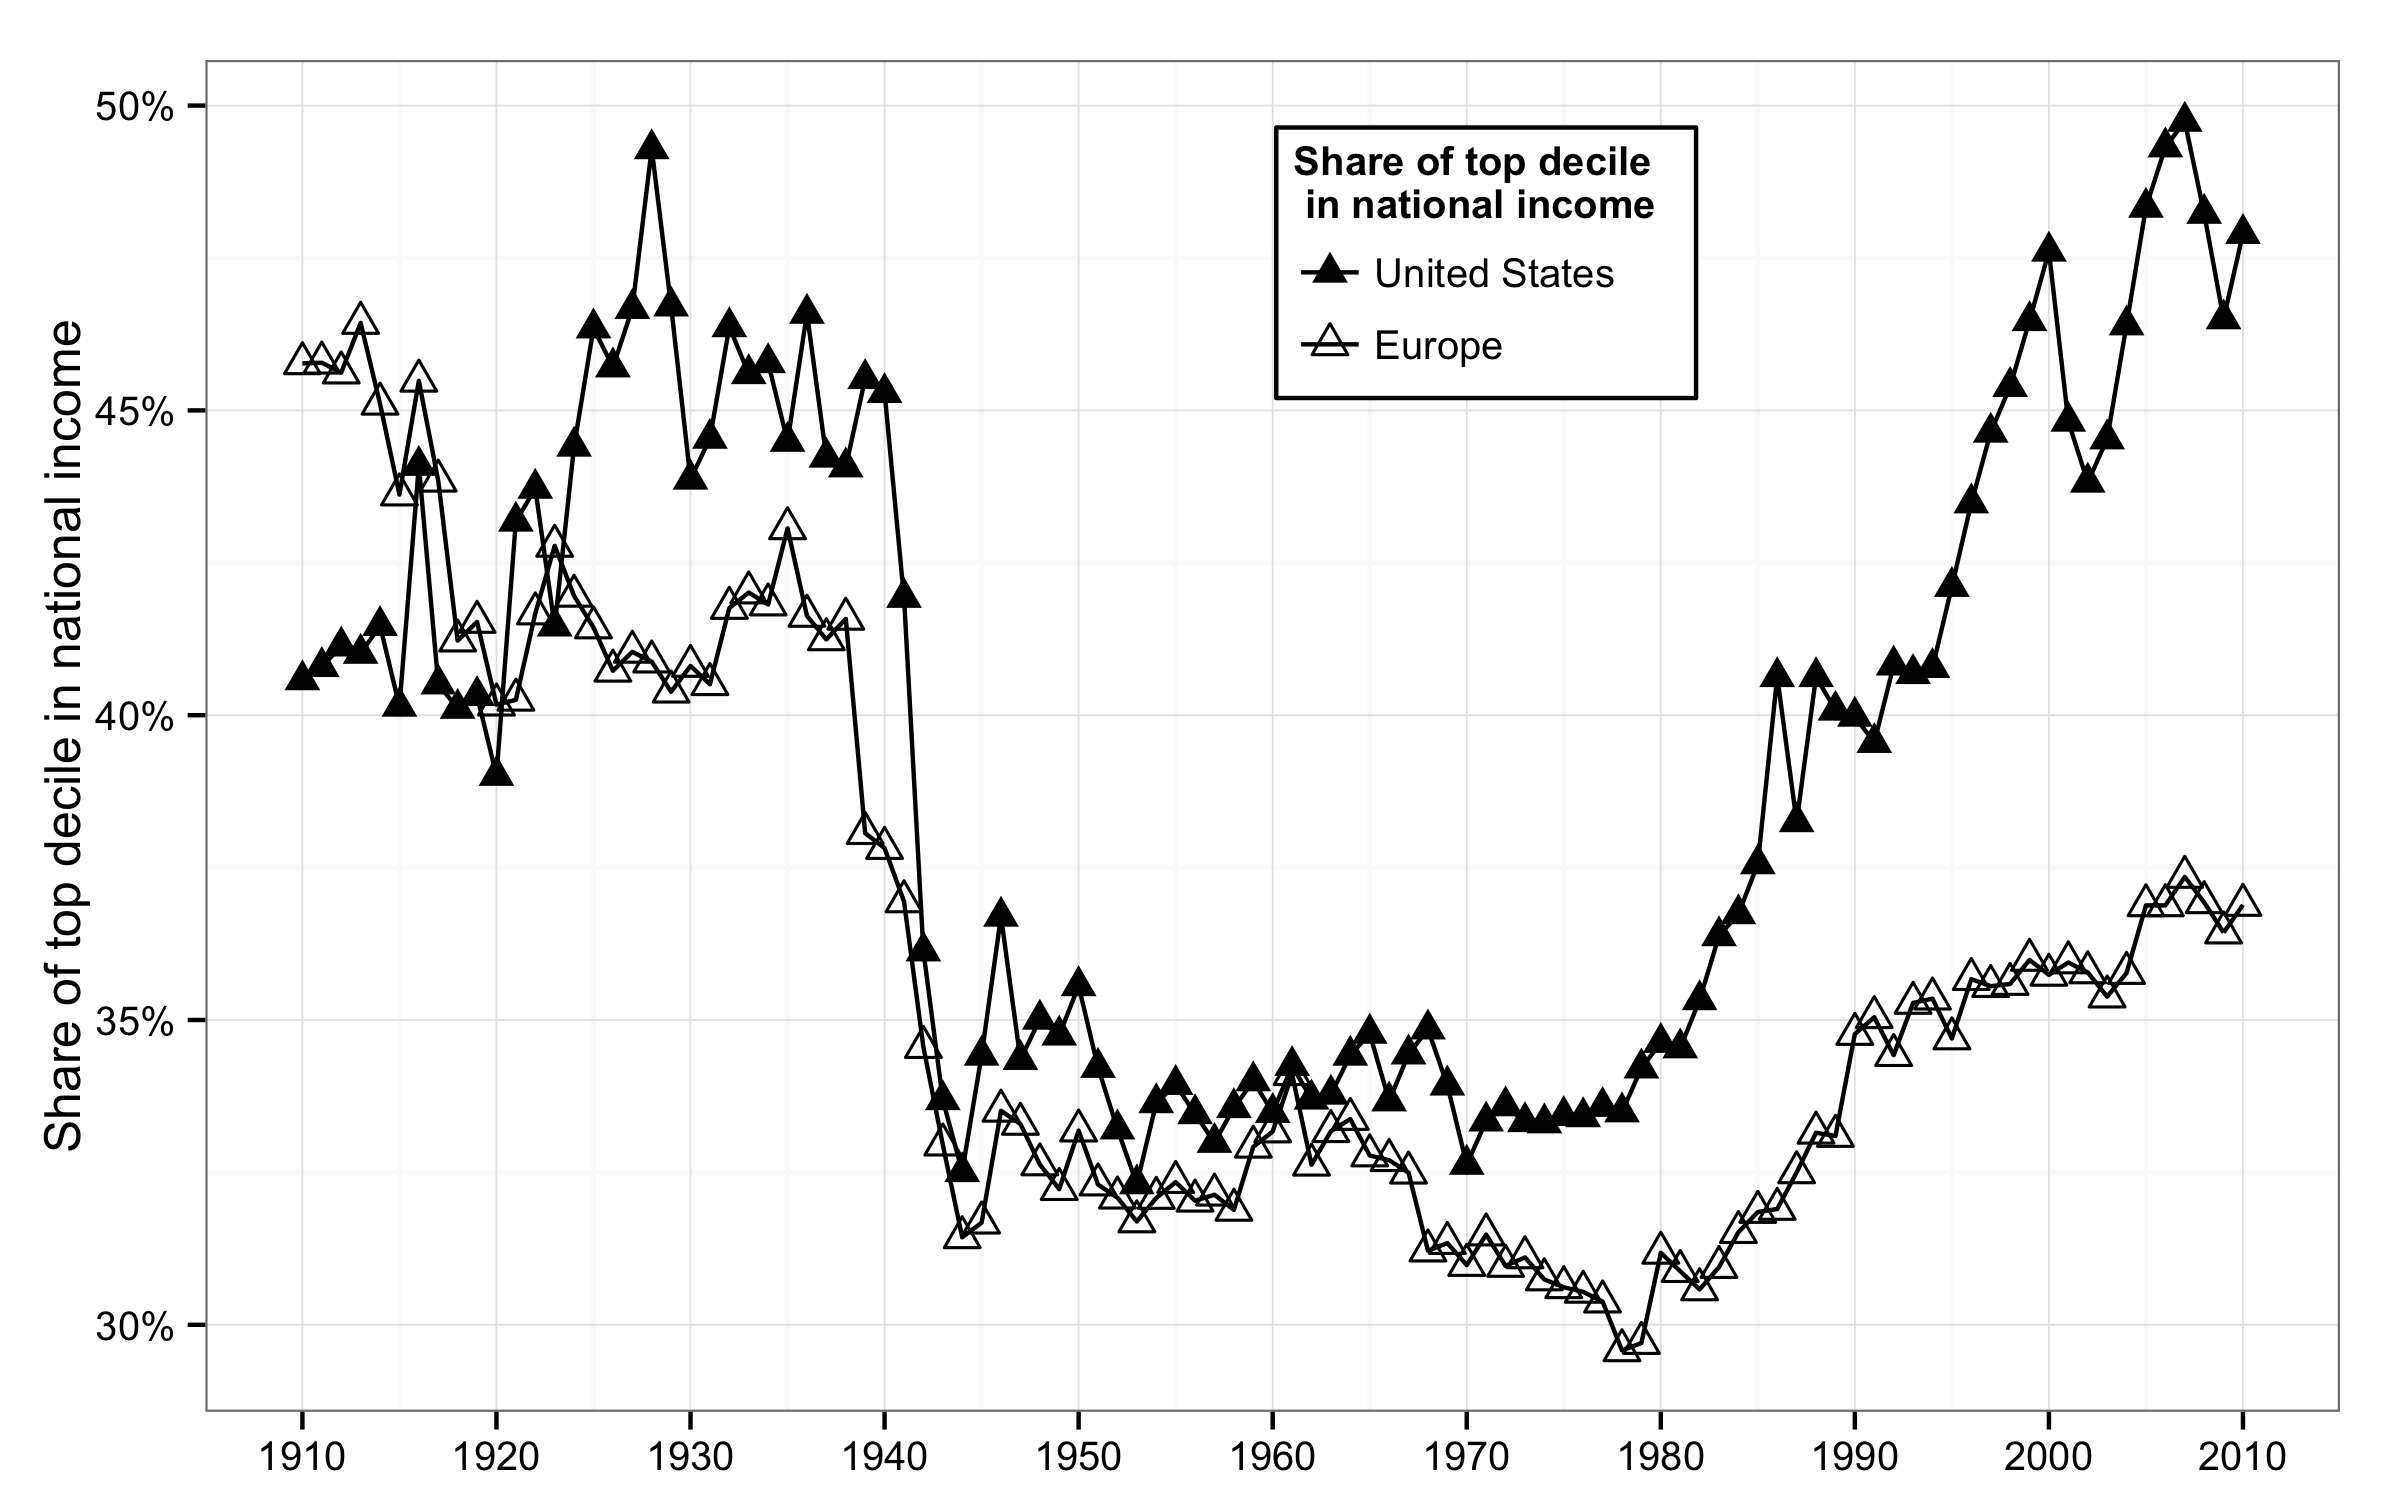 Share of top decile in national income
50%
45%
40%
35%
30%
Share of top decile
in national income
United States
Europe
1910 1920 1930 1940 1950 1960 1970 1980 1990 2000 2010